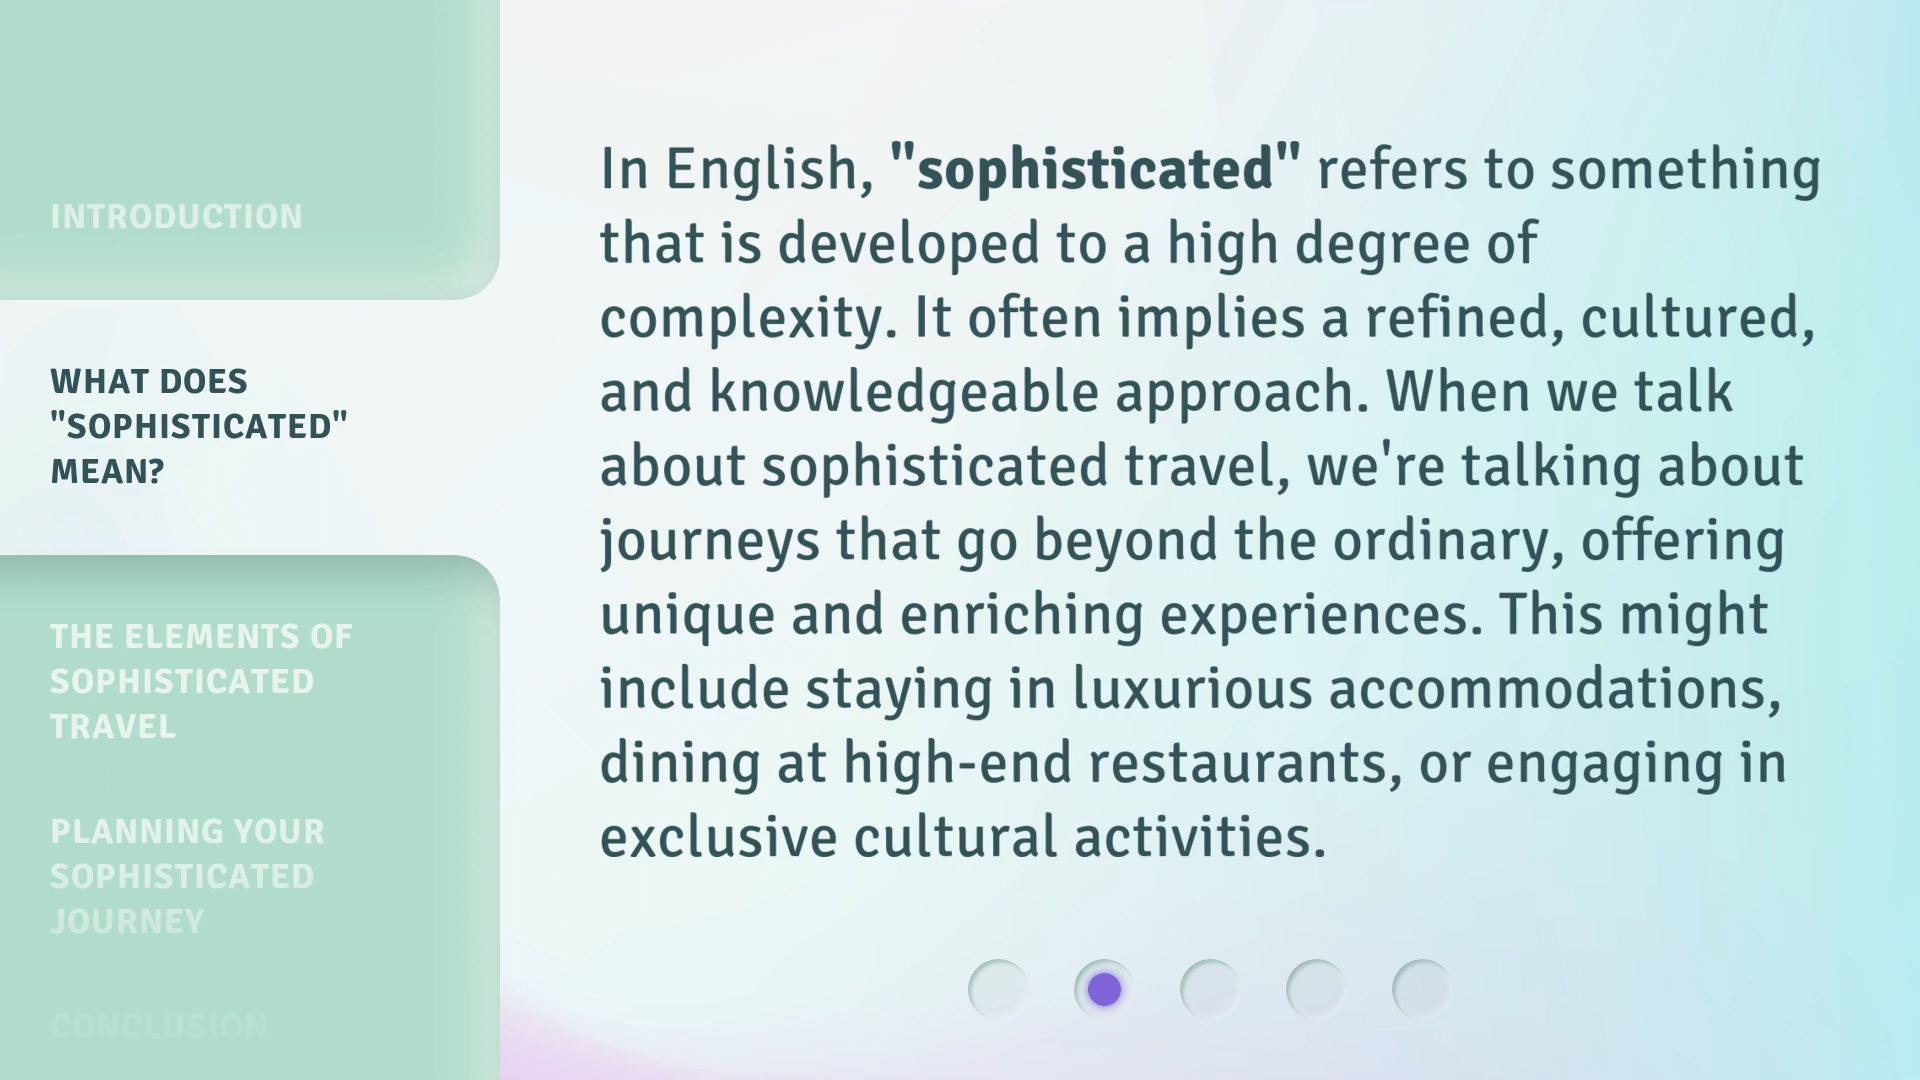 INTRODUCTION
WHAT DOES
"SOPHISTICATED"
MEAN?
THE ELEMENTS OF
SOPHISTICATED
TRAVEL
PLANNING YOUR
SOPHISTICATED
JOURNEY
CONCLUSION
In English, "sophisticated" refers to something
that is developed to a high degree of
complexity. It often implies a refined, cultured,
and knowledgeable approach. When we talk
about sophisticated travel, we're talking about
journeys that go beyond the ordinary, offering
unique and enriching experiences. This might
include staying in luxurious accommodations,
dining at high-end restaurants, or engaging in
exclusive cultural activities.